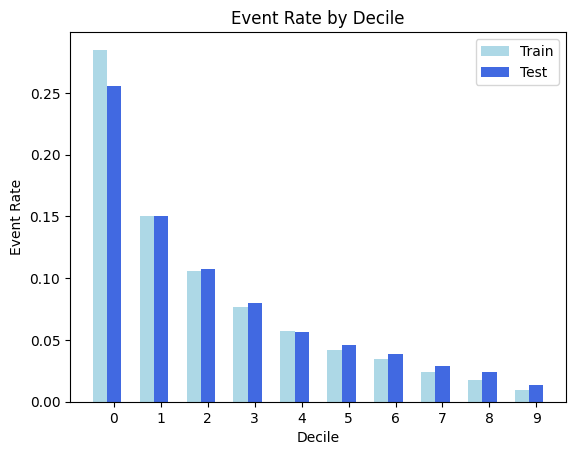 Event Rate by Decile
Train
Test
Event Rate
0.25
0.20
0.15
0.10
0.05
0.00
0 1 2 3 4 5 6 7 8 9
Decile